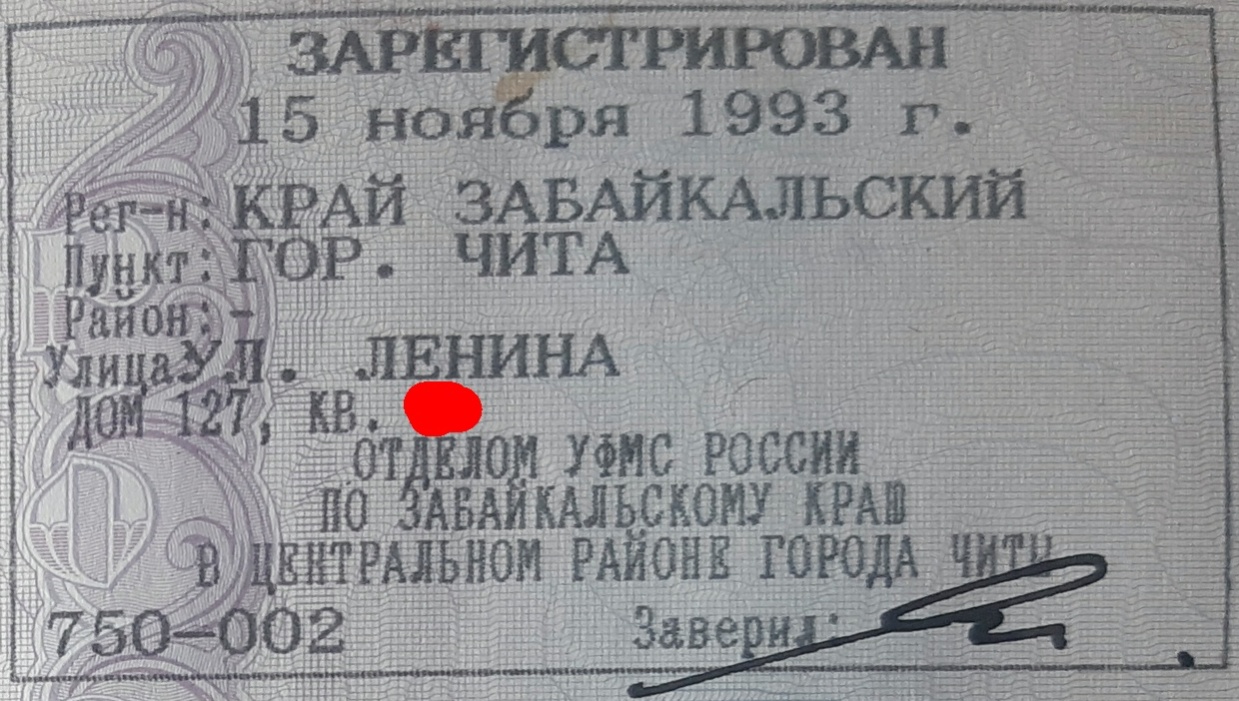 ЗАРЕГИСТРИРОВАН
15 ноября 1993 г.
Рег-н: КРАЙ ЗАБАЙКАЛЬСКИЙ
Пункт: ГОР. ЧИТА
Район: -
Улица УЛ. ЛЕНИНА
ДОМ 127, КВ.
ОТДЕЛОМ УФМС РОССИИ
ПО ЗАБАЙКАЛЬСКОМУ КРАЮ
В ЦЕНТРАЛЬНОМ РАЙОНЕ ГОРОДА ЧИТЫ
750-002 Заверил: